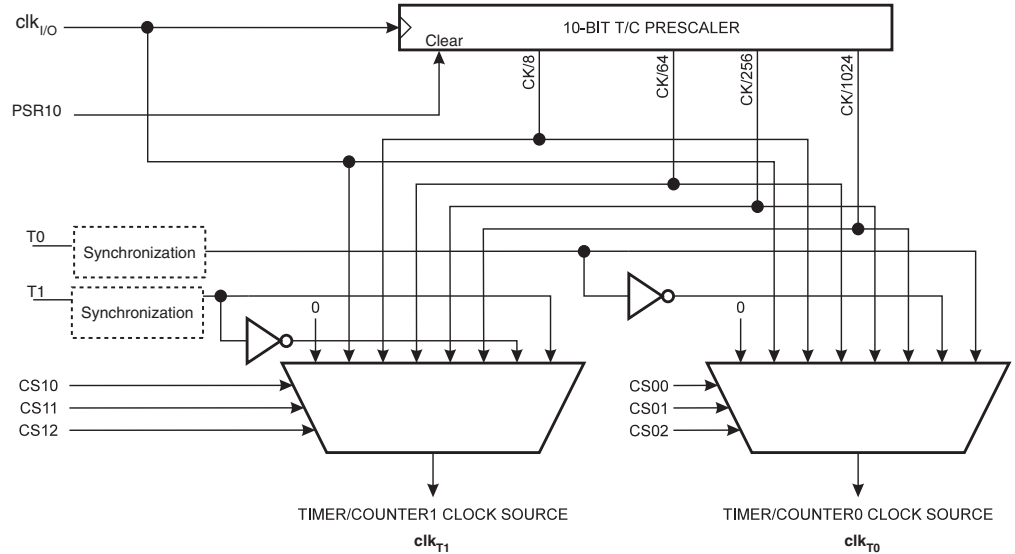 clkI/O
10-BIT T/C PRESCALER
Clear
CK/8
CK/64
CK/256
CK/1024
PSR10
T0
Synchronization
T1
Synchronization
0
0
CS10
CS11
CS12
CS00
CS01
CS02
TIMER/COUNTER1 CLOCK SOURCE
clkT1
TIMER/COUNTER0 CLOCK SOURCE
clkT0